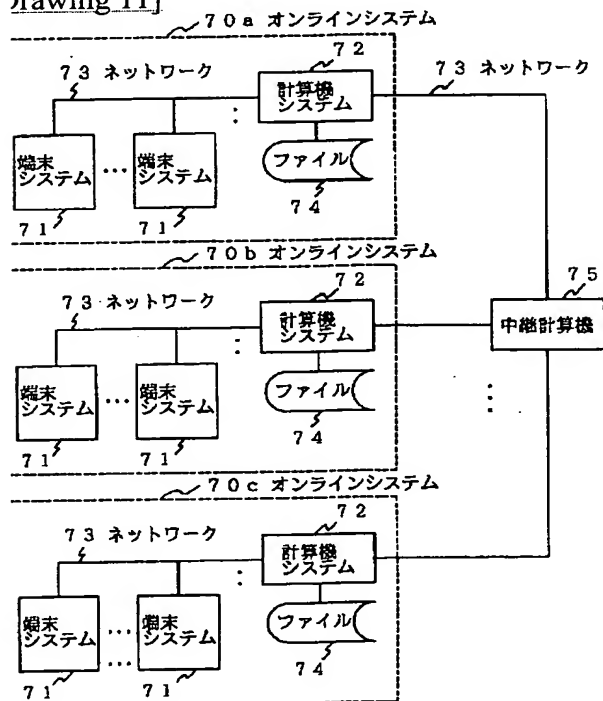 Drawing 11]
70a オンラインシステム
73 ネットワーク
72
計算機
システム
73 ネットワーク
端末
システム
端末
システム
ファイル
71
71
74
70b オンラインシステム
73 ネットワーク
72
計算機
システム
75
中継計算機
端末
システム
端末
システム
ファイル
71
71
74
70c オンラインシステム
73 ネットワーク
72
計算機
システム
端末
システム
端末
システム
ファイル
71
71
74